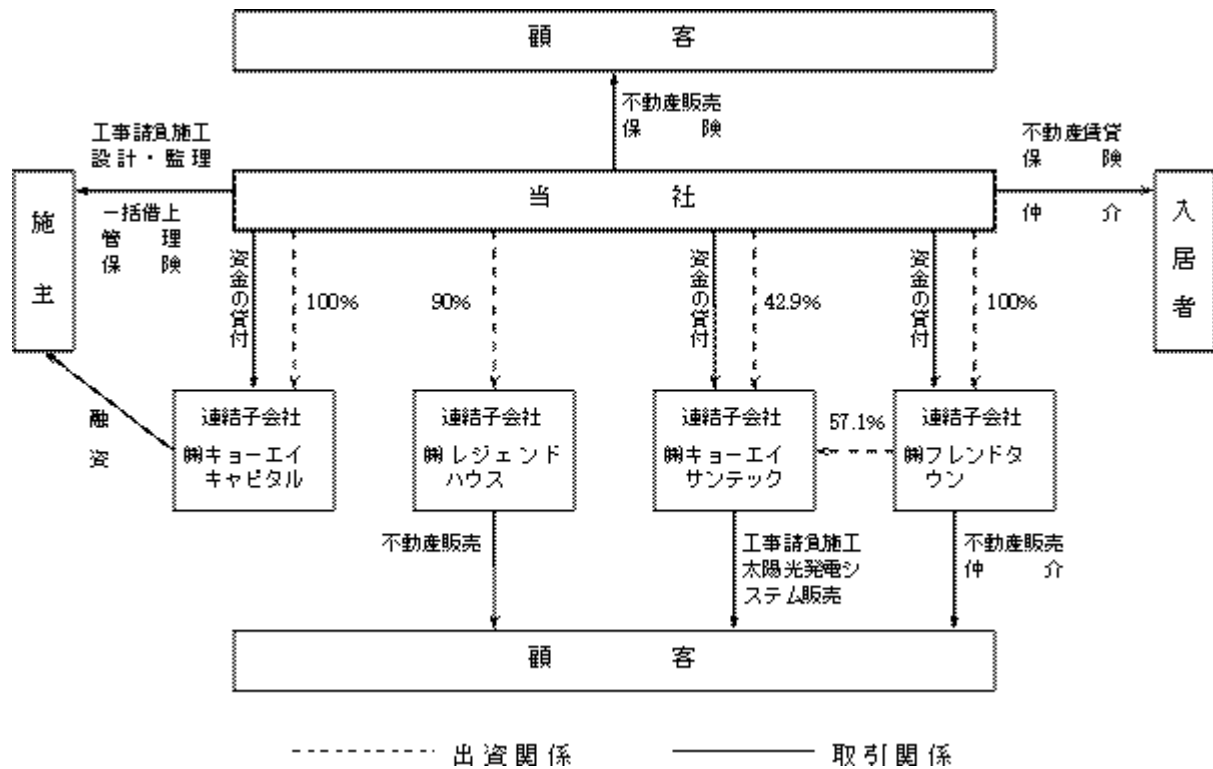 顧 客
不動産販売
保 険
工事請負施工
設計・監理
不動産賃貸
保 険
施主
当 社
入居者
一括借上
管 理
保 険
仲 介
資金の貸付
100%
90%
資金の貸付
42.9%
資金の貸付
100%
融資
連結子会社
㈱キョーエイ
キャピタル
連結子会社
㈱レジェンド
ハウス
連結子会社
㈱キョーエイ
サンテック
57.1%
連結子会社
㈱フレンドタ
ウン
不動産販売
工事請負施工
太陽光発電シ
ステム販売
不動産販売
仲 介
顧 客
出資関係
取引関係